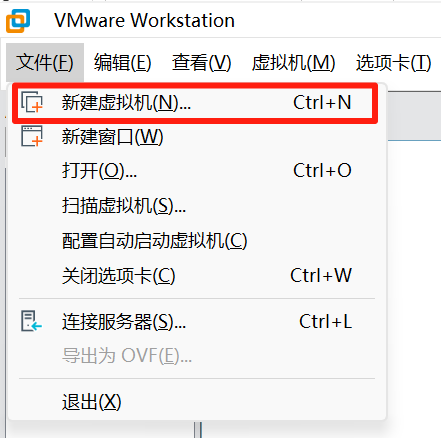 VMware Workstation
文件(F) 编辑(E) 查看(V) 虚拟机(M) 选项卡(T)
新建虚拟机(N)... Ctrl+N
新建窗口(W)
打开(O)... Ctrl+O
扫描虚拟机(S)...
配置自动启动虚拟机(C)
关闭选项卡(C) Ctrl+W
连接服务器(S)... Ctrl+L
导出为 OVF(E)...
退出(X)